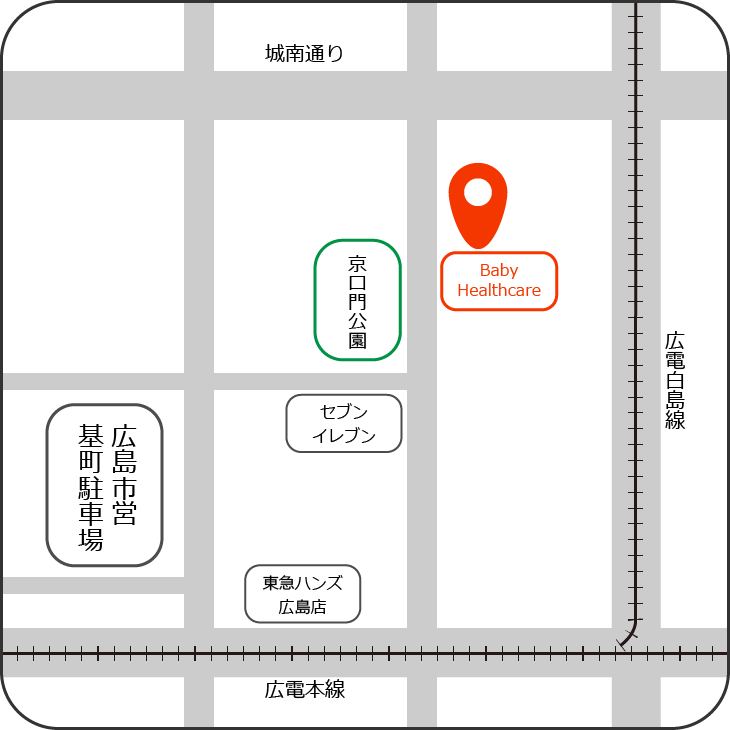 城南通り
Baby
Healthcare
京口門公園
広電白島線
セブン
イレブン
広島市営
基町駐車場
東急ハンズ
広島店
広電本線